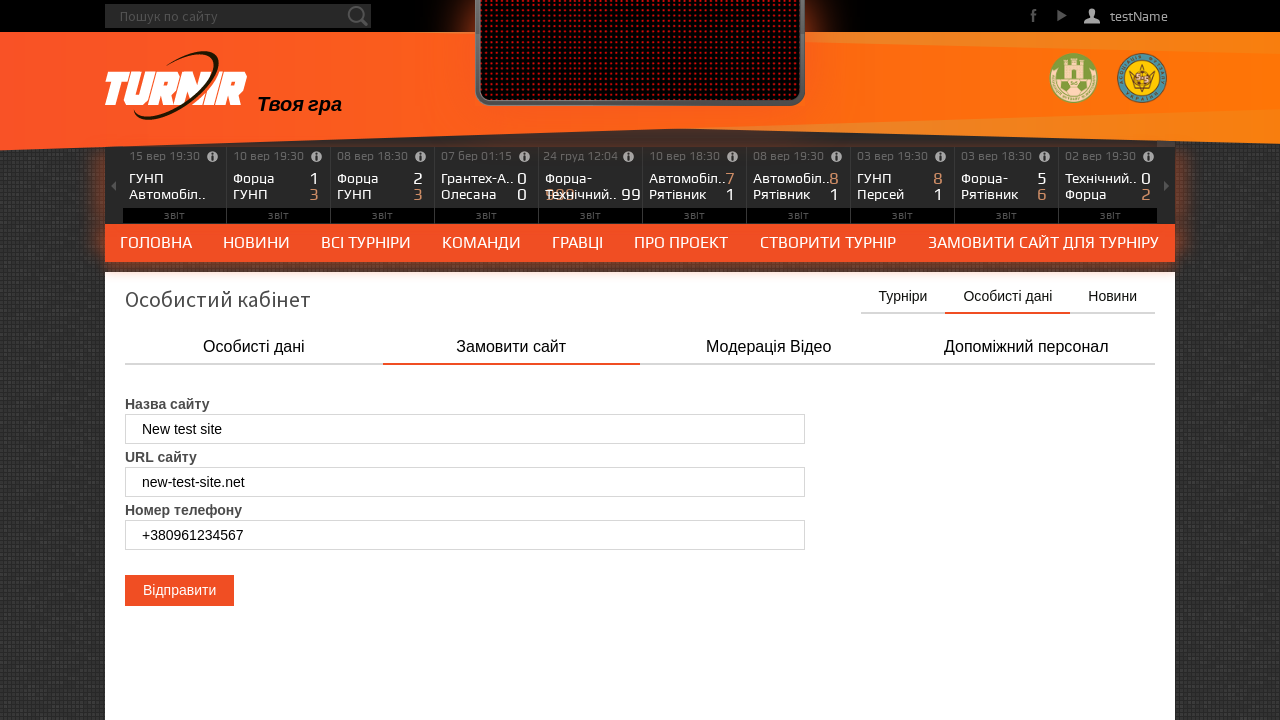 Пошук по сайту
testName
TURNIR
Твоя гра
15 вер 19:30
ГУНП
Автомобіл..
звіт
10 вер 19:30
Форца 1
ГУНП 3
звіт
08 вер 18:30
Форца 2
ГУНП 3
звіт
07 бер 01:15
Грантех-А.. 0
Олесана 0
звіт
24 груд 12:04
Форца- 999
Технічний.. 99
звіт
10 вер 18:30
Автомобіл.. 7
Рятівник 1
звіт
08 вер 19:30
Автомобіл.. 8
Рятівник 1
звіт
03 вер 19:30
ГУНП 8
Персей 1
звіт
03 вер 18:30
Форца- 5
Рятівник 6
звіт
02 вер 19:30
Технічний.. 0
Форца 2
звіт
ГОЛОВНА НОВИНИ ВСІ ТУРНІРИ КОМАНДИ ГРАВЦІ ПРО ПРОЕКТ СТВОРИТИ ТУРНІР ЗАМОВИТИ САЙТ ДЛЯ ТУРНІРУ
Особистий кабінет
Турніри Особисті дані Новини
Особисті дані Замовити сайт Модерація Відео Допоміжний персонал
Назва сайту
New test site
URL сайту
new-test-site.net
Номер телефону
+380961234567
Відправити